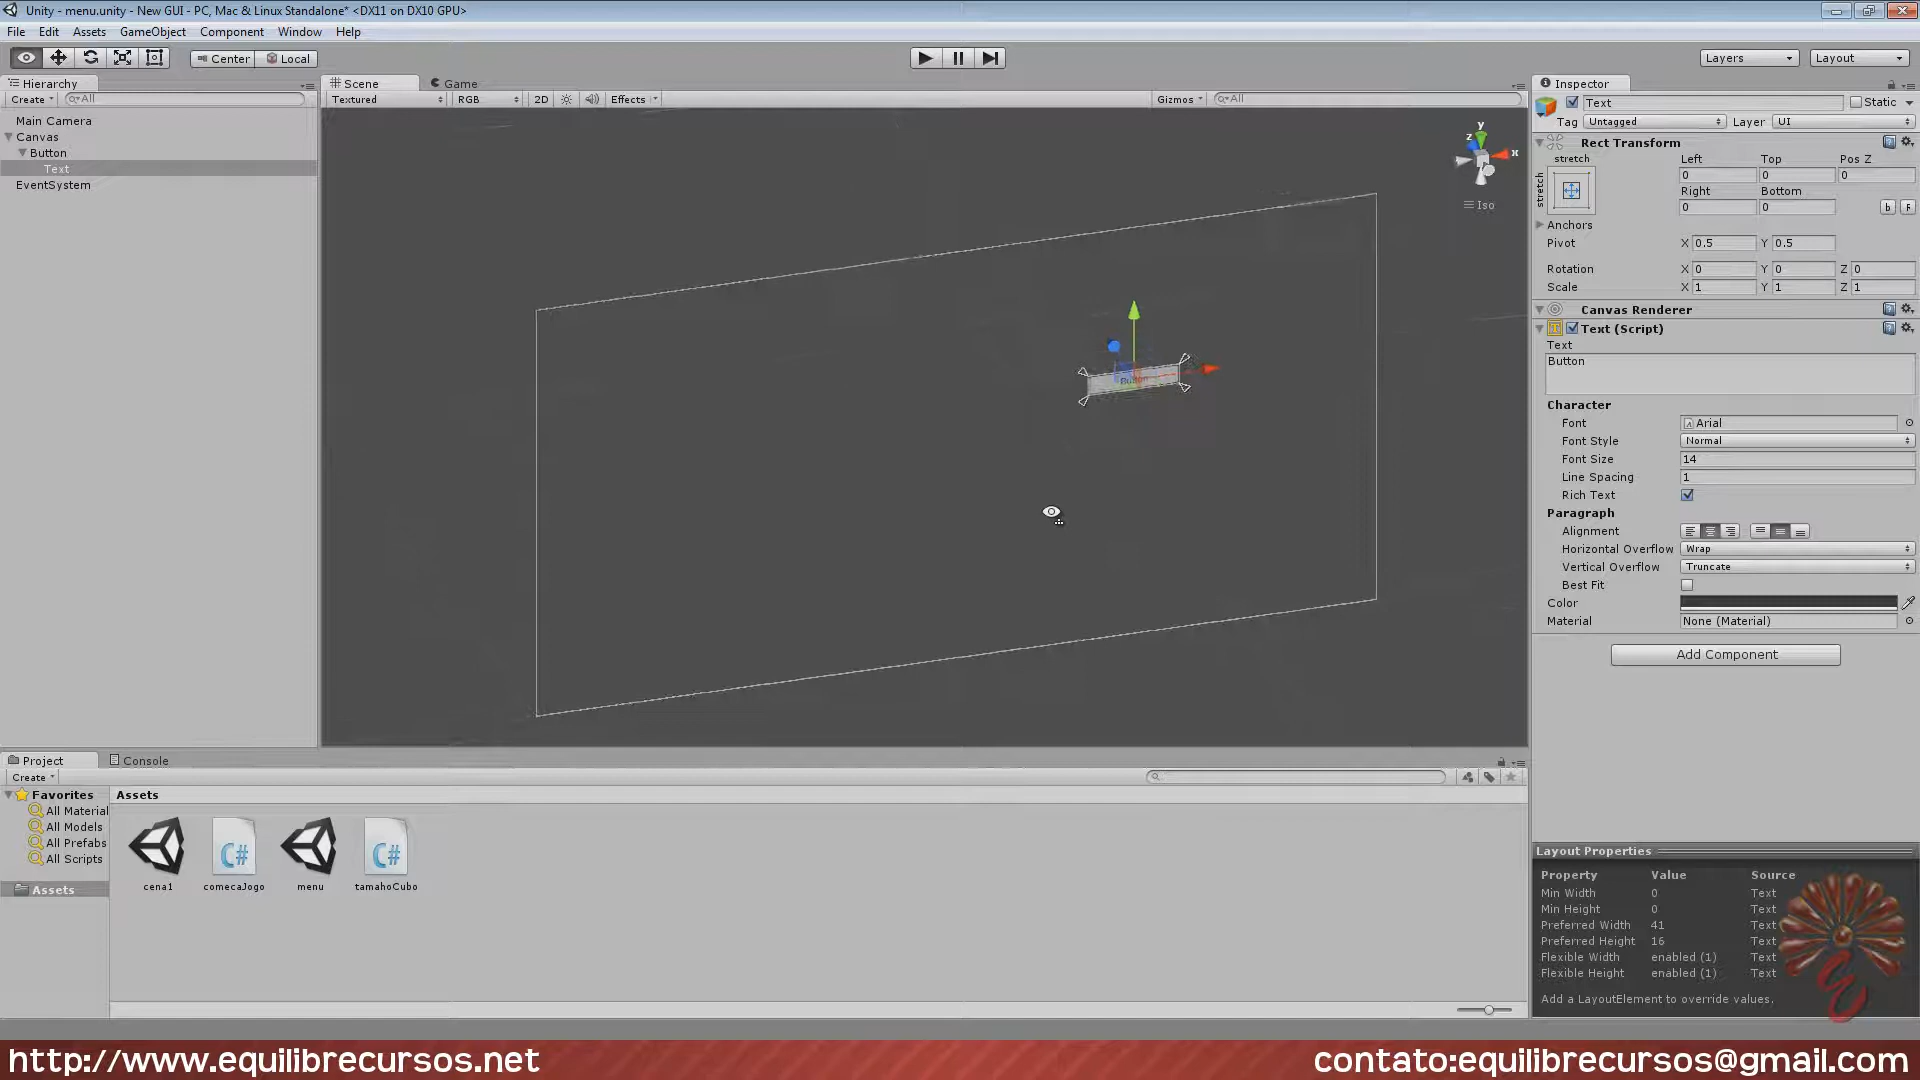 Unity - menu.unity - New GUI - PC, Mac & Linux Standalone* <DX11 on DX10 GPU>
File Edit Assets GameObject Component Window Help
Center Local Layers Layout
Hierarchy
Create All
Main Camera
Canvas
Button
Text
EventSystem
Scene Game
Textured RGB 2D Effects Gizmos All
y
z
x
Iso
Button
Inspector
Text Static
Tag Untagged Layer UI
Rect Transform
stretch Left Top Pos Z
stretch
0 0 0
Right Bottom
0 0 b F
Anchors
Pivot X 0.5 Y 0.5
Rotation X 0 Y 0 Z 0
Scale X 1 Y 1 Z 1
Canvas Renderer
Text (Script)
Text
Button
Character
Font Arial
Font Style Normal
Font Size 14
Line Spacing 1
Rich Text
Paragraph
Alignment
Horizontal Overflow Wrap
Vertical Overflow Truncate
Best Fit
Color
Material None (Material)
Add Component
Project Console
Create
Favorites
All Material
All Models
All Prefabs
All Scripts
Assets
Assets
C# C#
cena1 comecaJogo menu tamahoCubo
Layout Properties
Property Value Source
Min Width 0 Text
Min Height 0 Text
Preferred Width 41 Text
Preferred Height 16 Text
Flexible Width enabled (1) Text
Flexible Height enabled (1) Text
Add a LayoutElement to override values.
http://www.equilibrecursos.net contato:equilibrecursos@gmail.com